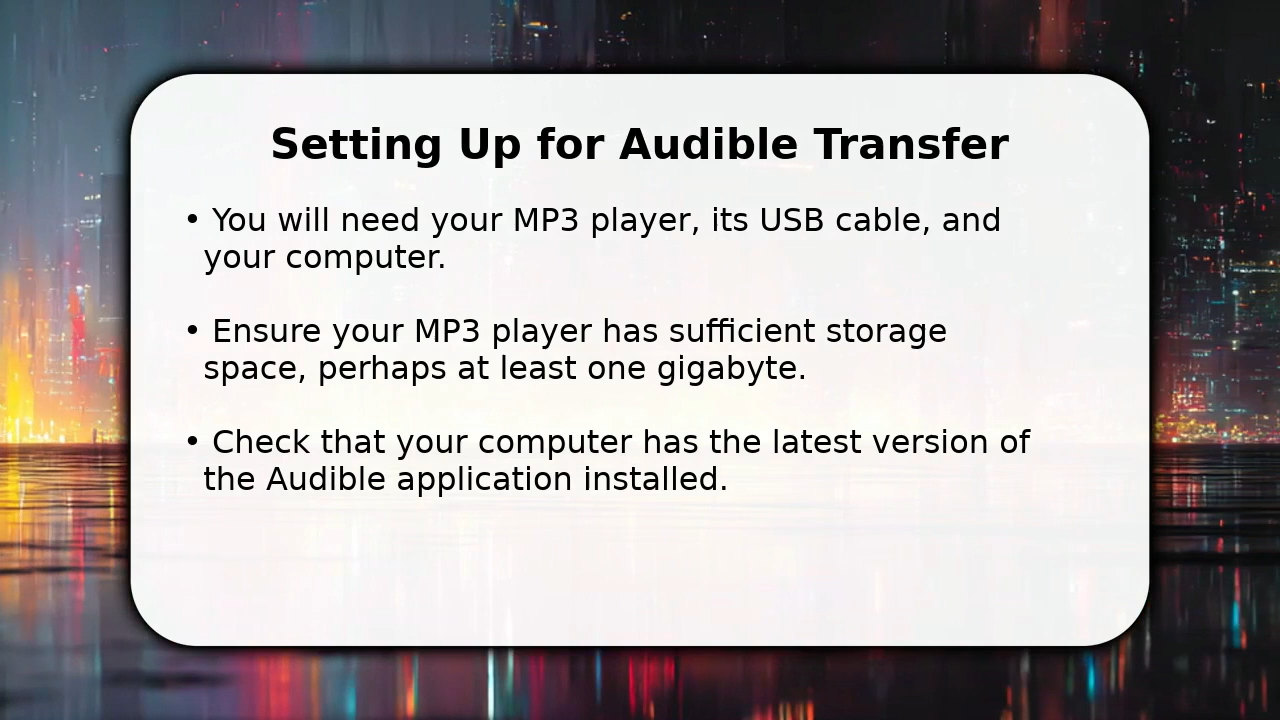 Setting Up for Audible Transfer
• You will need your MP3 player, its USB cable, and
your computer.
• Ensure your MP3 player has sufficient storage
space, perhaps at least one gigabyte.
• Check that your computer has the latest version of
the Audible application installed.